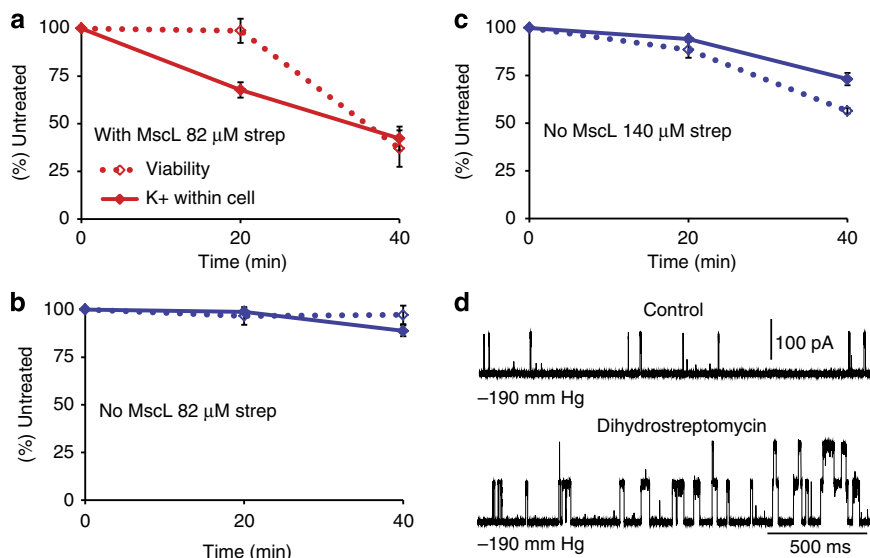 a
100
75
50
25
0
(%) Untreated
With MscL 82 μM strep
Viability
K+ within cell
0
20
40
Time (min)
b
100
75
50
25
0
(%) Untreated
No MscL 82 μM strep
0
20
40
Time (min)
c
100
75
50
25
0
(%) Untreated
No MscL 140 μM strep
0
20
40
Time (min)
d
Control
100 pA
–190 mm Hg
Dihydrostreptomycin
–190 mm Hg
500 ms